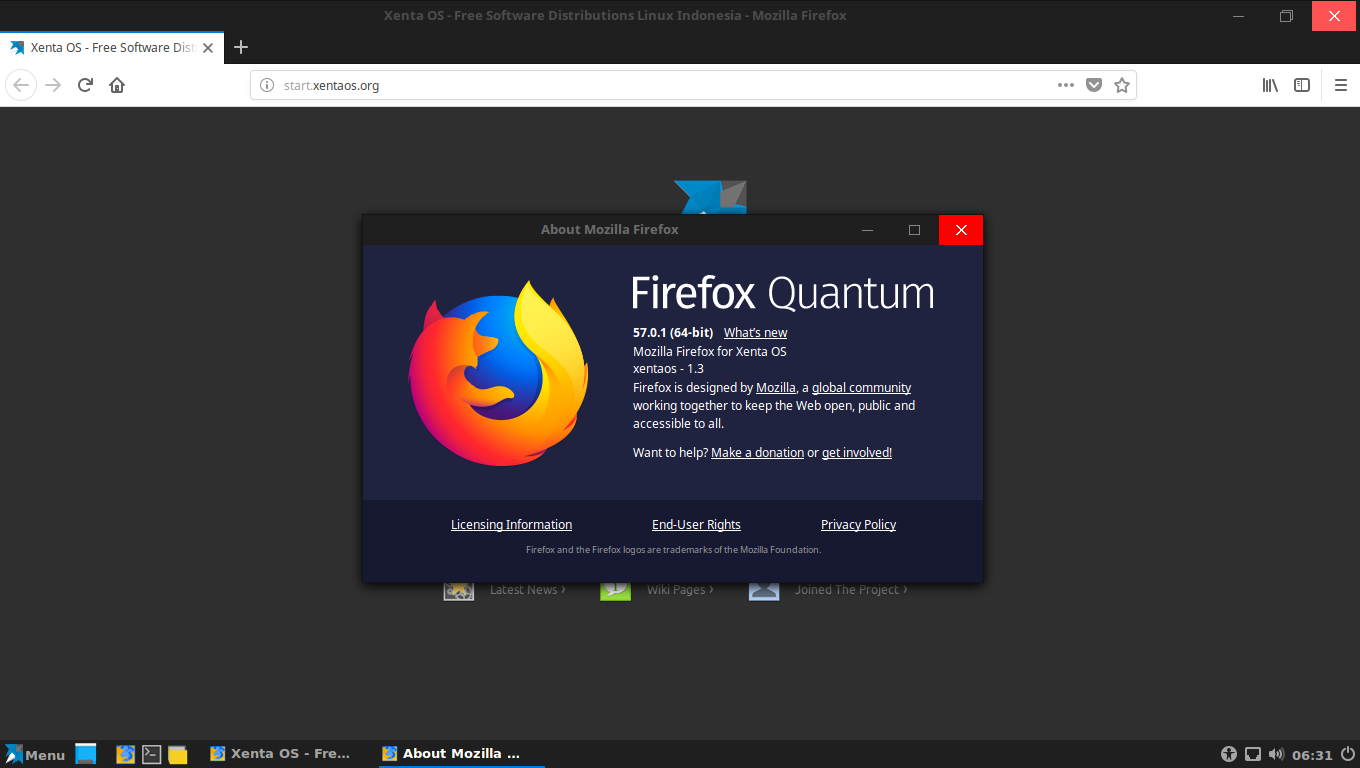 Xenta OS - Free Software Distributions Linux Indonesia - Mozilla Firefox
Xenta OS - Free Software Dist
start.xentaos.org
About Mozilla Firefox
Firefox Quantum
57.0.1 (64-bit) What's new
Mozilla Firefox for Xenta OS
xentaos - 1.3
Firefox is designed by Mozilla, a global community
working together to keep the Web open, public and
accessible to all.
Want to help? Make a donation or get involved!
Licensing Information End-User Rights Privacy Policy
Firefox and the Firefox logos are trademarks of the Mozilla Foundation.
Latest News › Wiki Pages › Joined The Project ›
Menu Xenta OS - Fre... About Mozilla ... 06:31